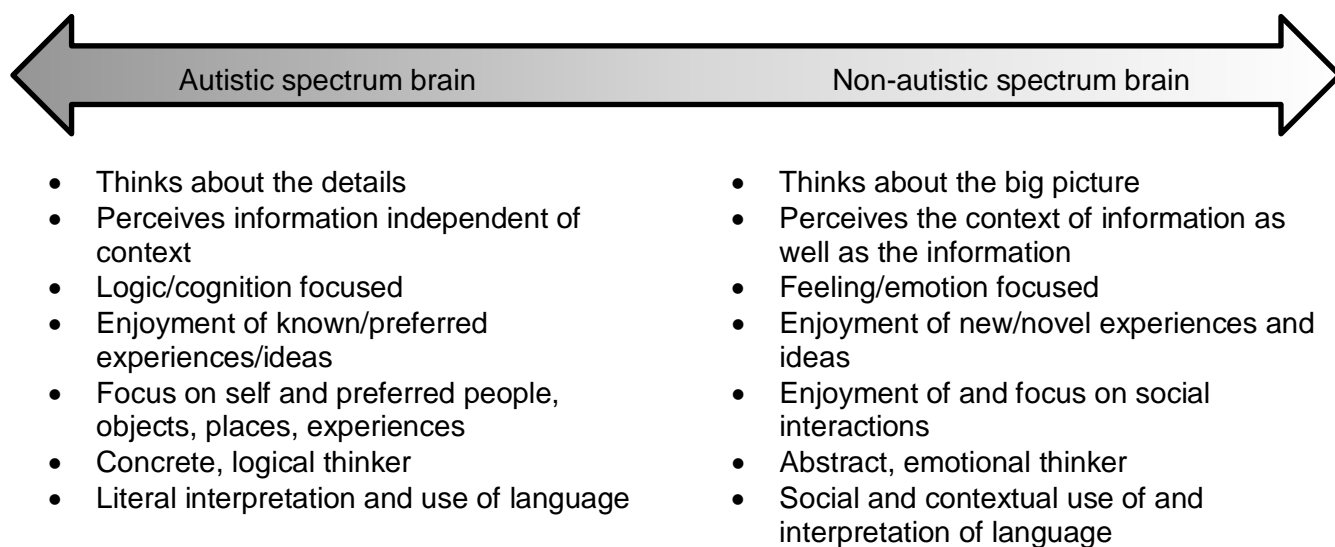 Autistic spectrum brain
Non-autistic spectrum brain
• Thinks about the details
• Perceives information independent of
context
• Logic/cognition focused
• Enjoyment of known/preferred
experiences/ideas
• Focus on self and preferred people,
objects, places, experiences
• Concrete, logical thinker
• Literal interpretation and use of language
• Thinks about the big picture
• Perceives the context of information as
well as the information
• Feeling/emotion focused
• Enjoyment of new/novel experiences and
ideas
• Enjoyment of and focus on social
interactions
• Abstract, emotional thinker
• Social and contextual use of and
interpretation of language